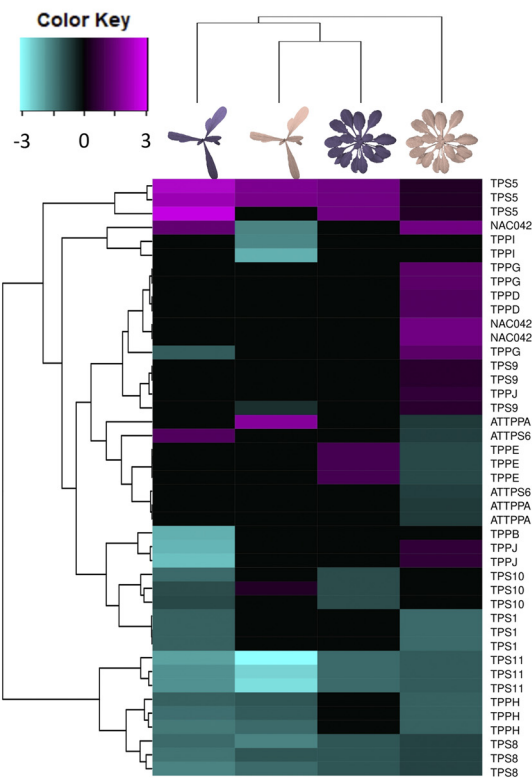 Color Key
-3 0 3
TPS5
TPS5
TPS5
NAC042
TPPI
TPPI
TPPG
TPPG
TPPD
TPPD
NAC042
NAC042
TPPG
TPS9
TPS9
TPPJ
TPS9
ATTPPA
ATTPS6
TPPE
TPPE
TPPE
ATTPS6
ATTPPA
ATTPPA
TPPB
TPPJ
TPPJ
TPS10
TPS10
TPS10
TPS1
TPS1
TPS1
TPS11
TPS11
TPS11
TPPH
TPPH
TPPH
TPS8
TPS8
TPS8